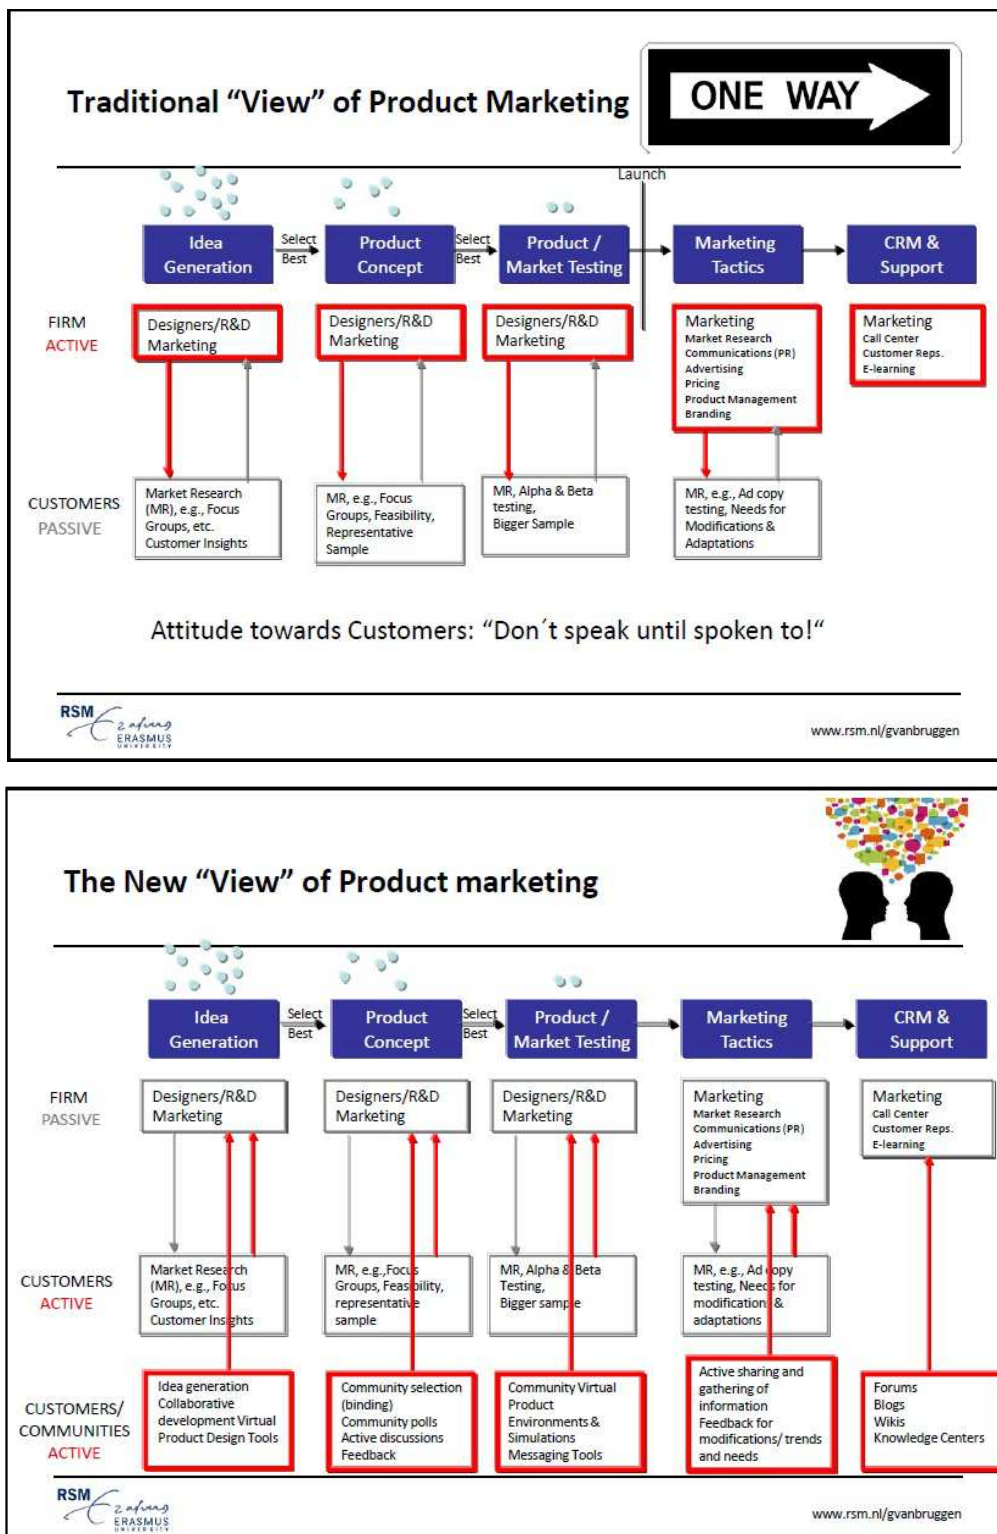 Traditional “View” of Product Marketing
ONE WAY
Launch
Idea
Generation
Select
Best
Product
Concept
Select
Best
Product /
Market Testing
Marketing
Tactics
CRM &
Support
FIRM
ACTIVE
Designers/R&D
Marketing
Designers/R&D
Marketing
Designers/R&D
Marketing
Marketing
Market Research
Communications (PR)
Advertising
Pricing
Product Management
Branding
Marketing
Call Center
Customer Reps.
E-learning
CUSTOMERS
PASSIVE
Market Research
(MR), e.g., Focus
Groups, etc.
Customer Insights
MR, e.g., Focus
Groups, Feasibility,
Representative
Sample
MR, Alpha & Beta
testing,
Bigger Sample
MR, e.g., Ad copy
testing, Needs for
Modifications &
Adaptations
Attitude towards Customers: “Don´t speak until spoken to!“
RSM
Erasmus
ERASMUS
UNIVERSITY
www.rsm.nl/gvanbruggen
The New “View” of Product marketing
Idea
Generation
Select
Best
Product
Concept
Select
Best
Product /
Market Testing
Marketing
Tactics
CRM &
Support
FIRM
PASSIVE
Designers/R&D
Marketing
Designers/R&D
Marketing
Designers/R&D
Marketing
Marketing
Market Research
Communications (PR)
Advertising
Pricing
Product Management
Branding
Marketing
Call Center
Customer Reps.
E-learning
CUSTOMERS
ACTIVE
Market Research
(MR), e.g., Focus
Groups, etc.
Customer Insights
MR, e.g.,Focus
Groups, Feasibility,
representative
sample
MR, Alpha & Beta
Testing,
Bigger sample
MR, e.g., Ad copy
testing, Needs for
modifications &
adaptations
CUSTOMERS/
COMMUNITIES
ACTIVE
Idea generation
Collaborative
development Virtual
Product Design Tools
Community selection
(binding)
Community polls
Active discussions
Feedback
Community Virtual
Product
Environments &
Simulations
Messaging Tools
Active sharing and
gathering of
information
Feedback for
modifications/ trends
and needs
Forums
Blogs
Wikis
Knowledge Centers
RSM
Erasmus
ERASMUS
UNIVERSITY
www.rsm.nl/gvanbruggen